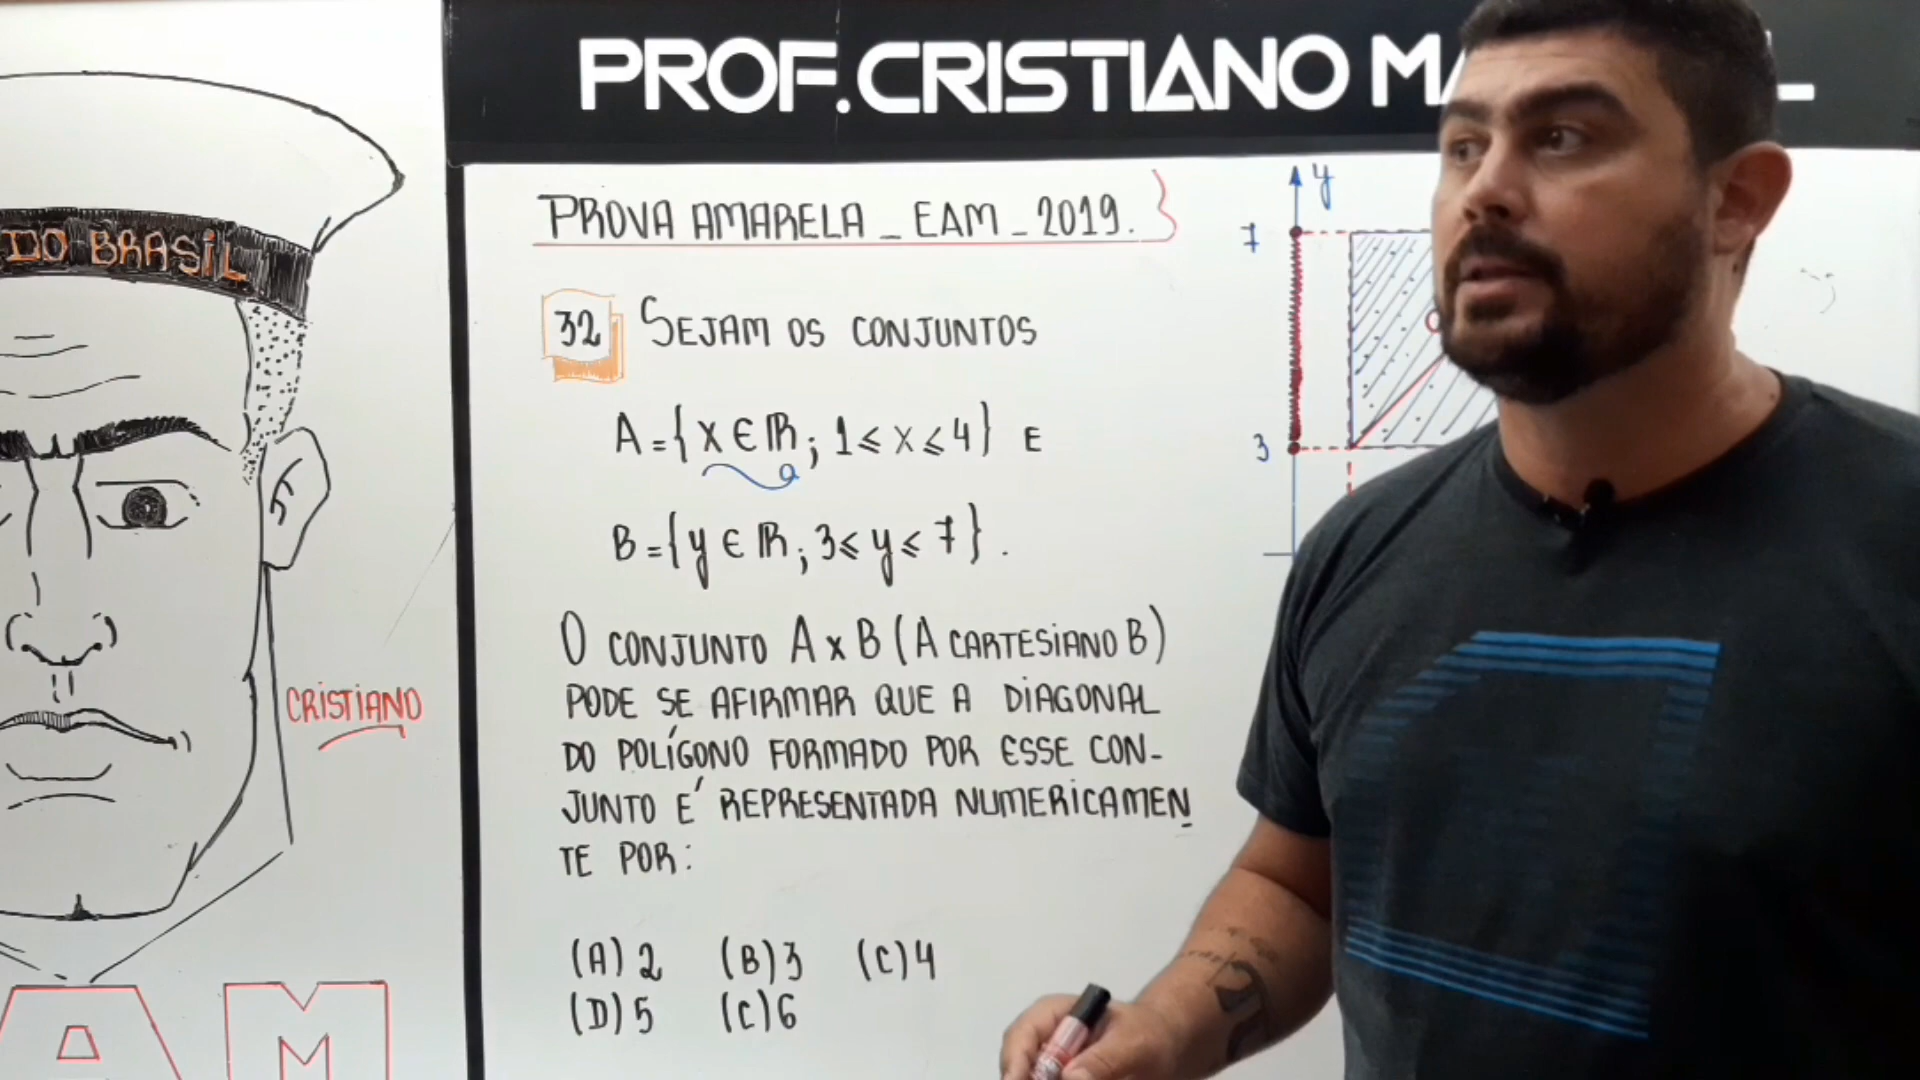 PROF. CRISTIANO
DO BRASIL
PROVA AMARELA _ EAM _ 2019.
32 SEJAM OS CONJUNTOS
A = {x ∈ ℝ; 1 ≤ x ≤ 4} E
B = {y ∈ ℝ; 3 ≤ y ≤ 7}.
O CONJUNTO A x B (A CARTESIANO B)
PODE SE AFIRMAR QUE A DIAGONAL
DO POLÍGONO FORMADO POR ESSE CON-
JUNTO É REPRESENTADA NUMERICAMEN
TE POR:
(A) 2 (B) 3 (C) 4
(D) 5 (C) 6
y
7
3
CRISTIANO
AM